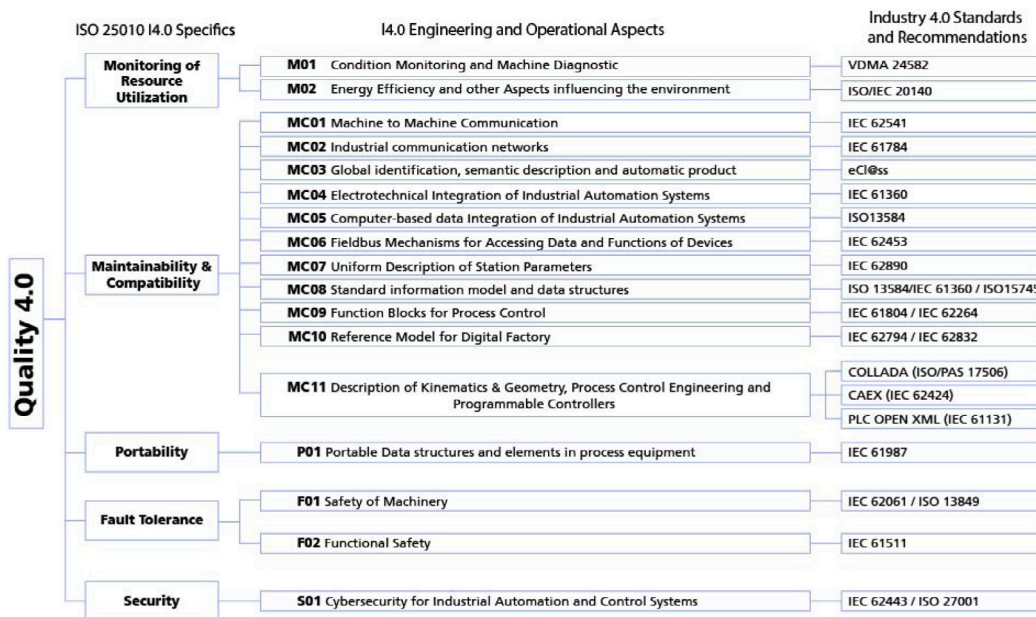 ISO 25010 I4.0 Specifics
I4.0 Engineering and Operational Aspects
Industry 4.0 Standards
and Recommendations
Quality 4.0
Monitoring of
Resource
Utilization
M01 Condition Monitoring and Machine Diagnostic
VDMA 24582
M02 Energy Efficiency and other Aspects influencing the environment
ISO/IEC 20140
Maintainability &
Compatibility
MC01 Machine to Machine Communication
IEC 62541
MC02 Industrial communication networks
IEC 61784
MC03 Global identification, semantic description and automatic product
eCl@ss
MC04 Electrotechnical Integration of Industrial Automation Systems
IEC 61360
MC05 Computer-based data Integration of Industrial Automation Systems
ISO13584
MC06 Fieldbus Mechanisms for Accessing Data and Functions of Devices
IEC 62453
MC07 Uniform Description of Station Parameters
IEC 62890
MC08 Standard information model and data structures
ISO 13584/IEC 61360 / ISO15745
MC09 Function Blocks for Process Control
IEC 61804 / IEC 62264
MC10 Reference Model for Digital Factory
IEC 62794 / IEC 62832
MC11 Description of Kinematics & Geometry, Process Control Engineering and
Programmable Controllers
COLLADA (ISO/PAS 17506)
CAEX (IEC 62424)
PLC OPEN XML (IEC 61131)
Portability
P01 Portable Data structures and elements in process equipment
IEC 61987
Fault Tolerance
F01 Safety of Machinery
IEC 62061 / ISO 13849
F02 Functional Safety
IEC 61511
Security
S01 Cybersecurity for Industrial Automation and Control Systems
IEC 62443 / ISO 27001